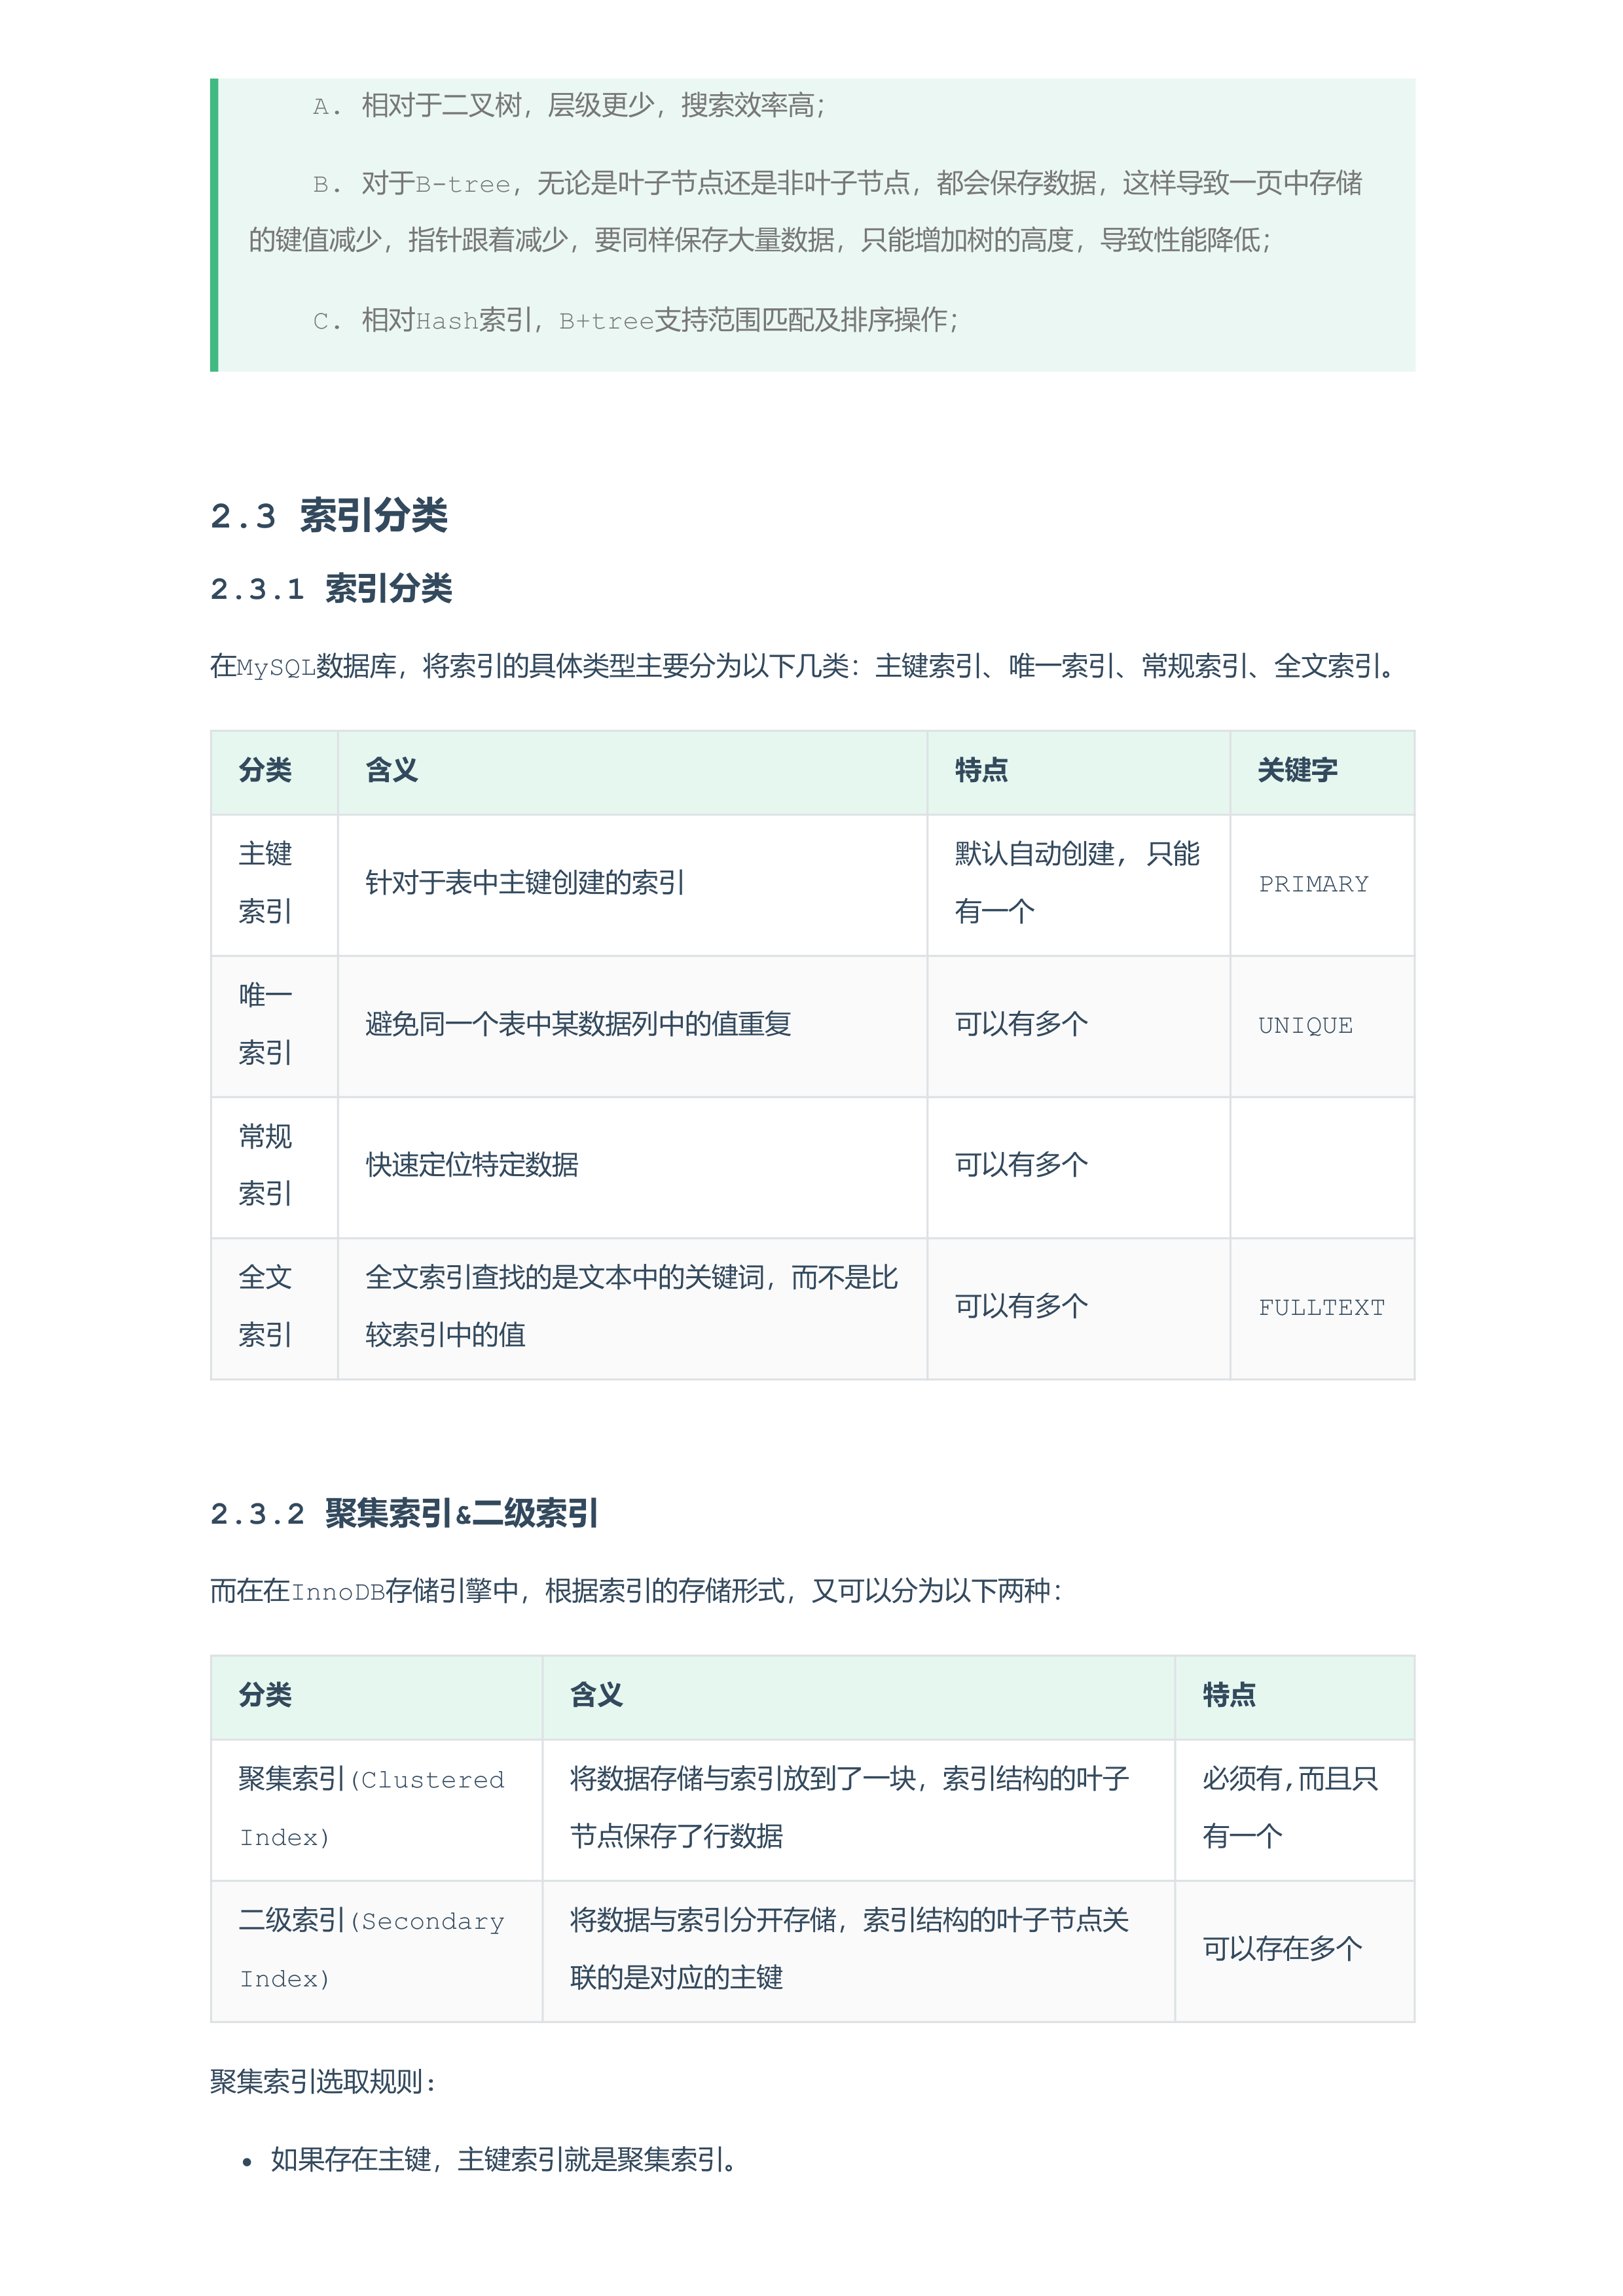 A. 相对于二叉树，层级更少，搜索效率高；
B. 对于B-tree，无论是叶子节点还是非叶子节点，都会保存数据，这样导致一页中存储
的键值减少，指针跟着减少，要同样保存大量数据，只能增加树的高度，导致性能降低；
C. 相对Hash索引，B+tree支持范围匹配及排序操作；
2.3 索引分类
2.3.1 索引分类
在MySQL数据库，将索引的具体类型主要分为以下几类：主键索引、唯一索引、常规索引、全文索引。
分类 含义 特点 关键字
主键
索引
针对于表中主键创建的索引
默认自动创建, 只能
有一个
PRIMARY
唯一
索引
避免同一个表中某数据列中的值重复
可以有多个
UNIQUE
常规
索引
快速定位特定数据
可以有多个
全文
索引
全文索引查找的是文本中的关键词，而不是比
较索引中的值
可以有多个
FULLTEXT
2.3.2 聚集索引&二级索引
而在在InnoDB存储引擎中，根据索引的存储形式，又可以分为以下两种：
分类 含义 特点
聚集索引(Clustered
Index)
将数据存储与索引放到了一块，索引结构的叶子
节点保存了行数据
必须有,而且只
有一个
二级索引(Secondary
Index)
将数据与索引分开存储，索引结构的叶子节点关
联的是对应的主键
可以存在多个
聚集索引选取规则:
• 如果存在主键，主键索引就是聚集索引。